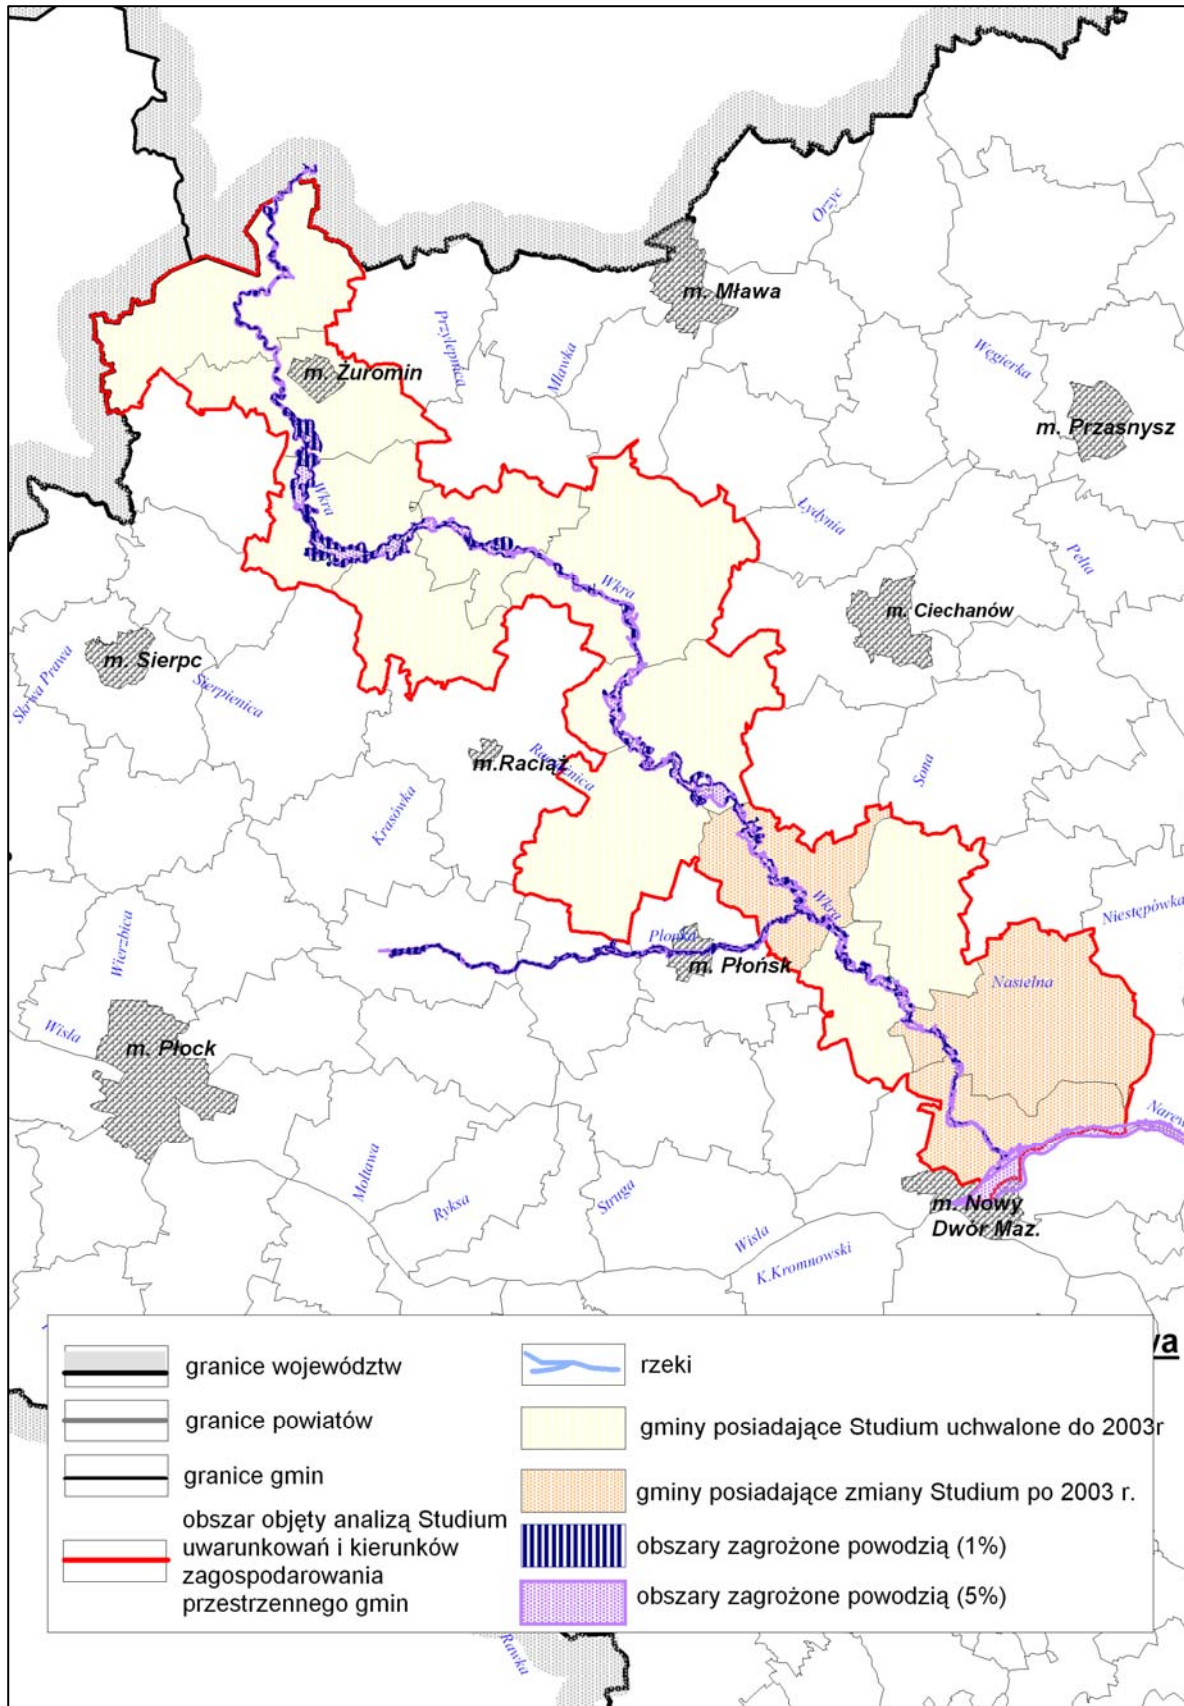 Orzyc
m. Mława
Przylepnica
Mławka
Węgierka
m. Żuromin
m. Przasnysz
Wkra
Łydynia
Pełta
Wkra
m. Ciechanów
m. Sierpc
Skrwa Prawa
Sierpienica
m.Raciąż
Sona
Krasówka
Wkra
Niestępówka
Wierzbica
Płonka
m. Płońsk
Nasielna
Wisła
m. Płock
Narew
Mołtawa
Ryksa
Struga
m. Nowy
Dwór Maz.
Wisła
K.Kromnowski
granice województw
granice powiatów
granice gmin
obszar objęty analizą Studium
uwarunkowań i kierunków
zagospodarowania
przestrzennego gmin
rzeki
gminy posiadające Studium uchwalone do 2003r
gminy posiadające zmiany Studium po 2003 r.
obszary zagrożone powodzią (1%)
obszary zagrożone powodzią (5%)
Rawka